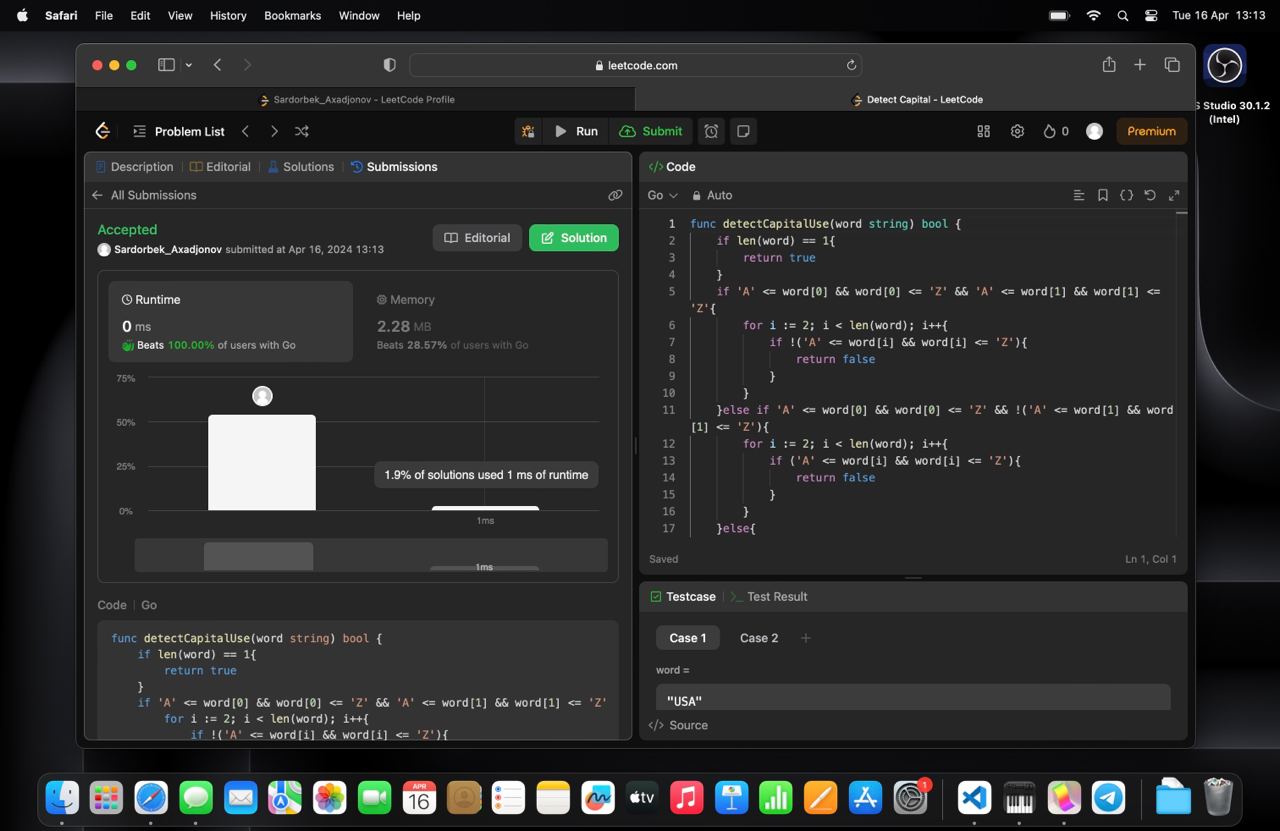 Safari File Edit View History Bookmarks Window Help Tue 16 Apr 13:13
leetcode.com
Sardorbek_Axadjonov - LeetCode Profile
Detect Capital - LeetCode
S Studio 30.1.2
(Intel)
Problem List
Run
Submit
0
Premium
Description
Editorial
Solutions
Submissions
All Submissions
Accepted
Sardorbek_Axadjonov submitted at Apr 16, 2024 13:13
Editorial
Solution
Runtime
0 ms
Beats 100.00% of users with Go
Memory
2.28 MB
Beats 28.57% of users with Go
75%
50%
25%
0%
1.9% of solutions used 1 ms of runtime
1ms
1ms
Code | Go
func detectCapitalUse(word string) bool {
    if len(word) == 1{
        return true
    }
    if 'A' <= word[0] && word[0] <= 'Z' && 'A' <= word[1] && word[1] <= 'Z'
        for i := 2; i < len(word); i++{
            if !('A' <= word[i] && word[i] <= 'Z'){
</> Code
Go
Auto
1 func detectCapitalUse(word string) bool {
2     if len(word) == 1{
3         return true
4     }
5     if 'A' <= word[0] && word[0] <= 'Z' && 'A' <= word[1] && word[1] <=
'Z'{
6         for i := 2; i < len(word); i++{
7             if !('A' <= word[i] && word[i] <= 'Z'){
8                 return false
9             }
10         }
11     }else if 'A' <= word[0] && word[0] <= 'Z' && !('A' <= word[1] && word
[1] <= 'Z'){
12         for i := 2; i < len(word); i++{
13             if ('A' <= word[i] && word[i] <= 'Z'){
14                 return false
15             }
16         }
17     }else{
Saved
Ln 1, Col 1
Testcase
Test Result
Case 1
Case 2
+
word =
"USA"
</> Source
APR
16
tv
1